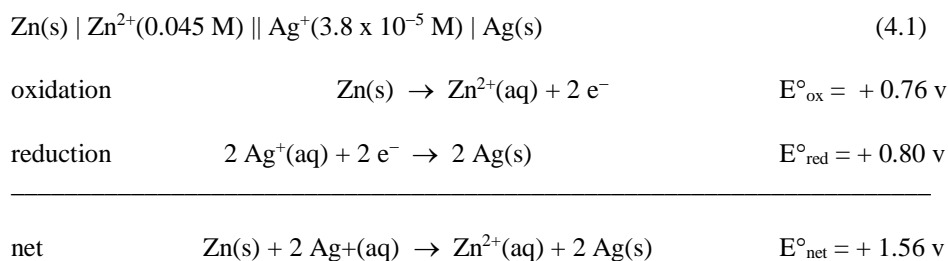 Zn(s) | Zn²⁺(0.045 M) || Ag⁺(3.8 x 10⁻⁵ M) | Ag(s) (4.1)
oxidation Zn(s) → Zn²⁺(aq) + 2 e⁻ E°ox = + 0.76 v
reduction 2 Ag⁺(aq) + 2 e⁻ → 2 Ag(s) E°red = + 0.80 v
net Zn(s) + 2 Ag+(aq) → Zn²⁺(aq) + 2 Ag(s) E°net = + 1.56 v